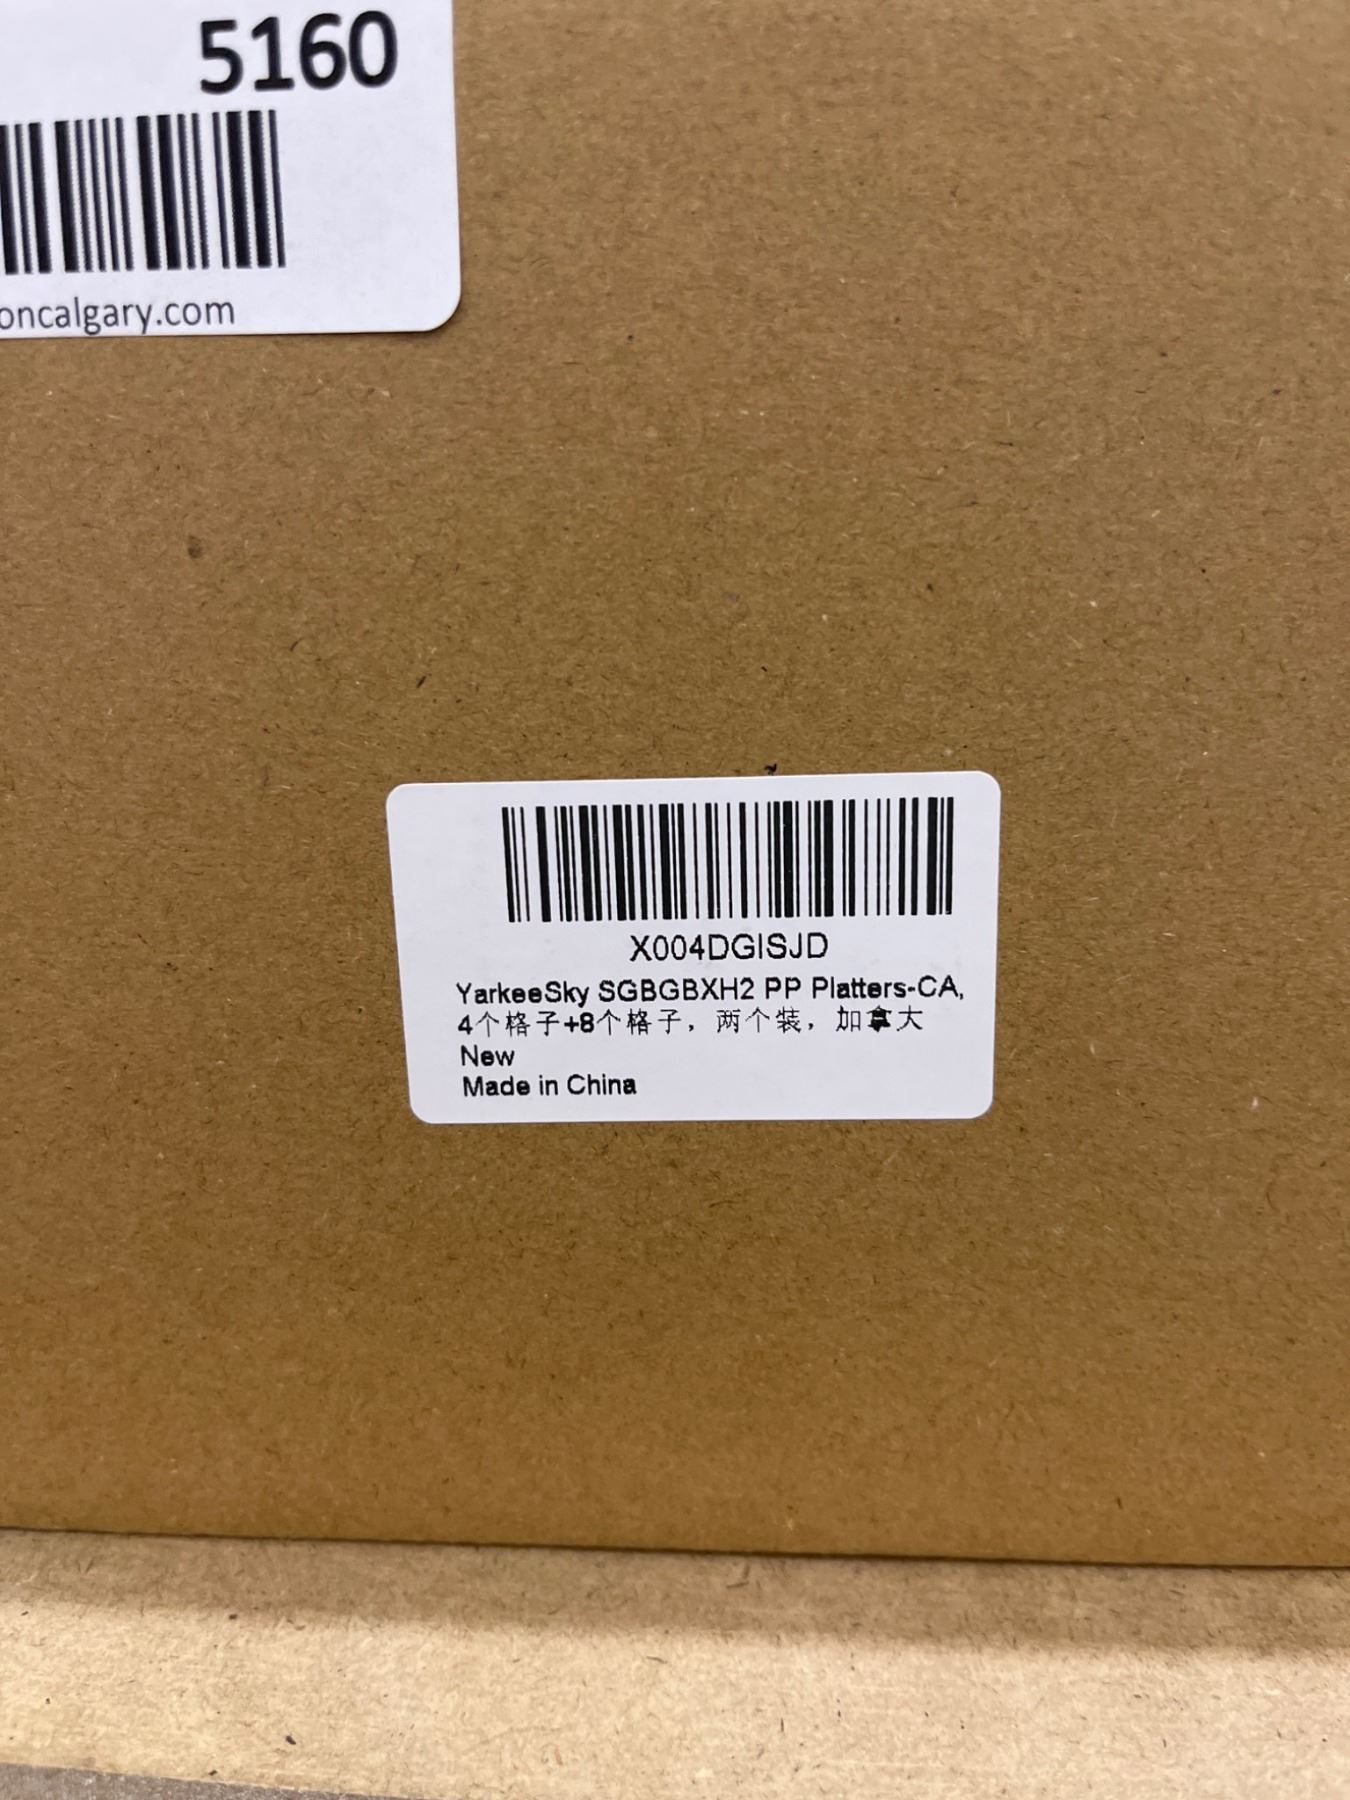 5160
oncalgary.com
X004DGISJD
YarkeeSky SGBGBXH2 PP Platters-CA,
4个格子+8个格子，两个装，加拿大
New
Made in China